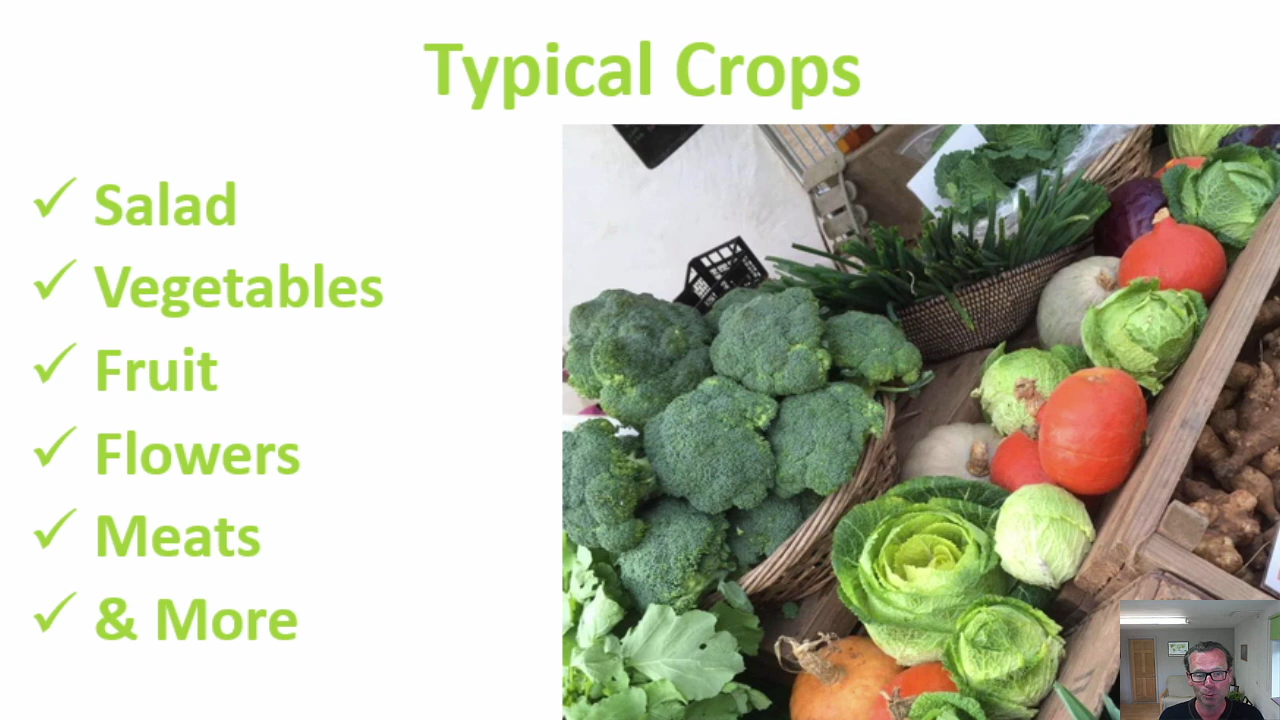 Typical Crops
Salad
Vegetables
Fruit
Flowers
Meats
& More